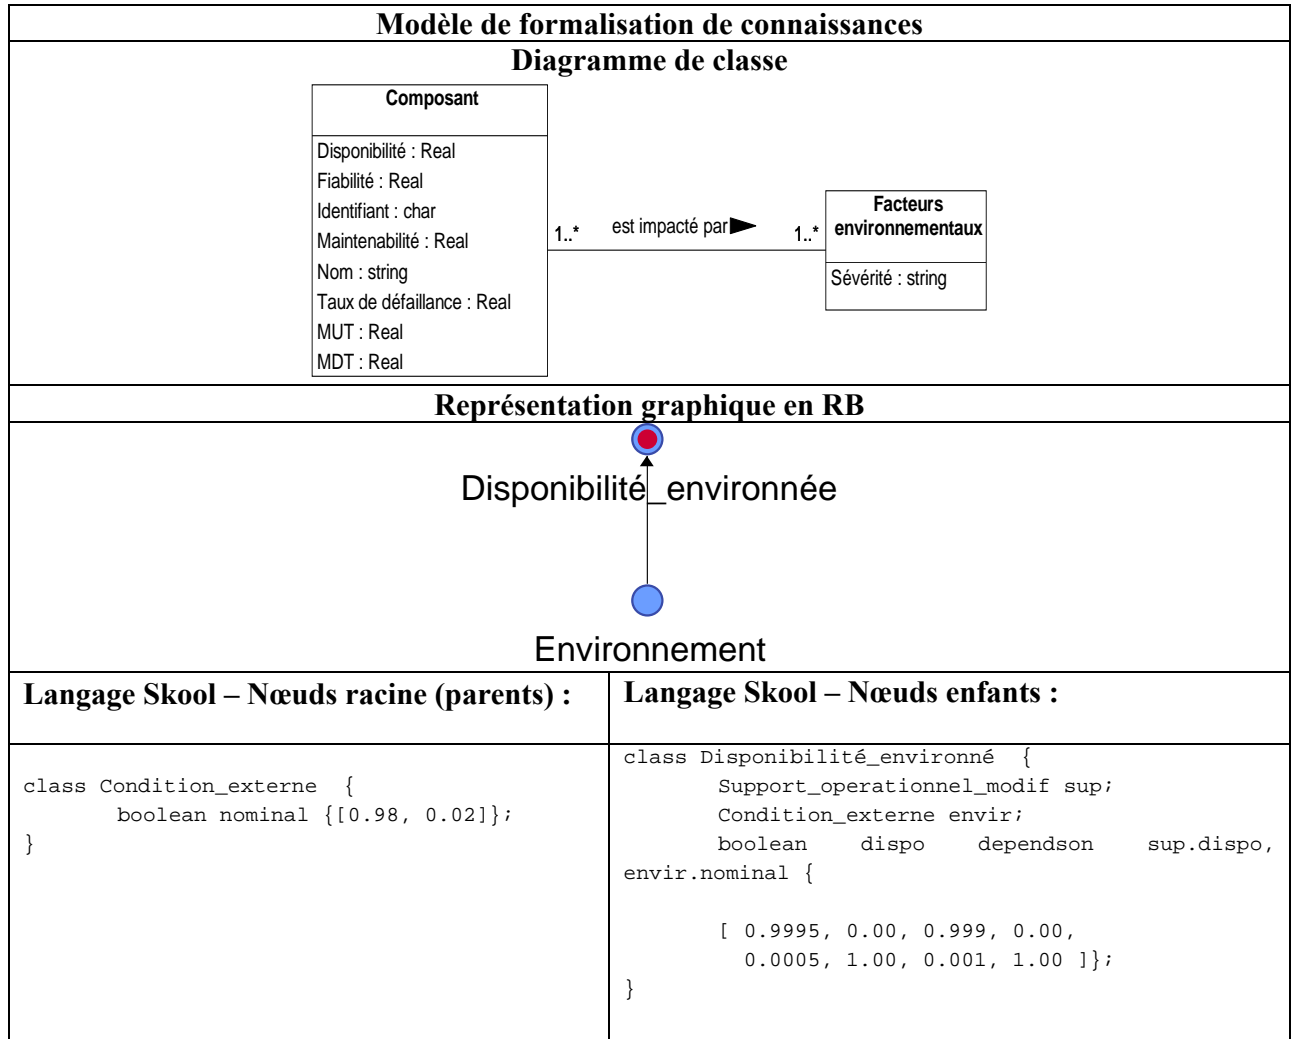 Modèle de formalisation de connaissances
Diagramme de classe
Composant
Disponibilité : Real
Fiabilité : Real
Identifiant : char
Maintenabilité : Real
Nom : string
Taux de défaillance : Real
MUT : Real
MDT : Real
1..* est impacté par 1..*
Facteurs
environnementaux
Sévérité : string
Représentation graphique en RB
Disponibilité_environnée
Environnement
Langage Skool – Nœuds racine (parents) :
class Condition_externe {
boolean nominal {[0.98, 0.02]};
}
Langage Skool – Nœuds enfants :
class Disponibilité_environné {
Support_operationnel_modif sup;
Condition_externe envir;
boolean dispo dependson sup.dispo,
envir.nominal {
[ 0.9995, 0.00, 0.999, 0.00,
0.0005, 1.00, 0.001, 1.00 ]};
}